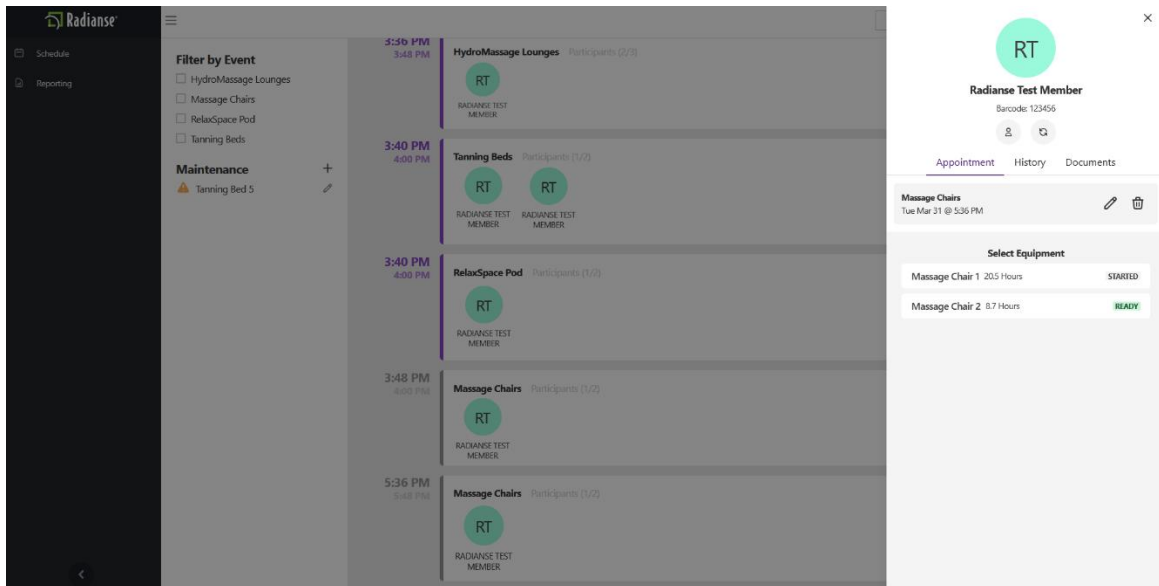 Radianse
Schedule
Reporting
Filter by Event
HydroMassage Lounges
Massage Chairs
RelaxSpace Pod
Tanning Beds
Maintenance +
Tanning Bed 5
3:36 PM
3:48 PM
HydroMassage Lounges Participants (2/3)
RT
RADIANSE TEST
MEMBER
3:40 PM
4:00 PM
Tanning Beds Participants (1/2)
RT RT
RADIANSE TEST RADIANSE TEST
MEMBER MEMBER
3:40 PM
4:00 PM
RelaxSpace Pod Participants (1/2)
RT
RADIANSE TEST
MEMBER
3:48 PM
4:00 PM
Massage Chairs Participants (1/2)
RT
RADIANSE TEST
MEMBER
5:36 PM
5:48 PM
Massage Chairs Participants (1/2)
RT
RADIANSE TEST
MEMBER
RT
Radianse Test Member
Barcode: 123456
Appointment History Documents
Massage Chairs
Tue Mar 31 @ 5:36 PM
Select Equipment
Massage Chair 1 20.5 Hours STARTED
Massage Chair 2 8.7 Hours READY